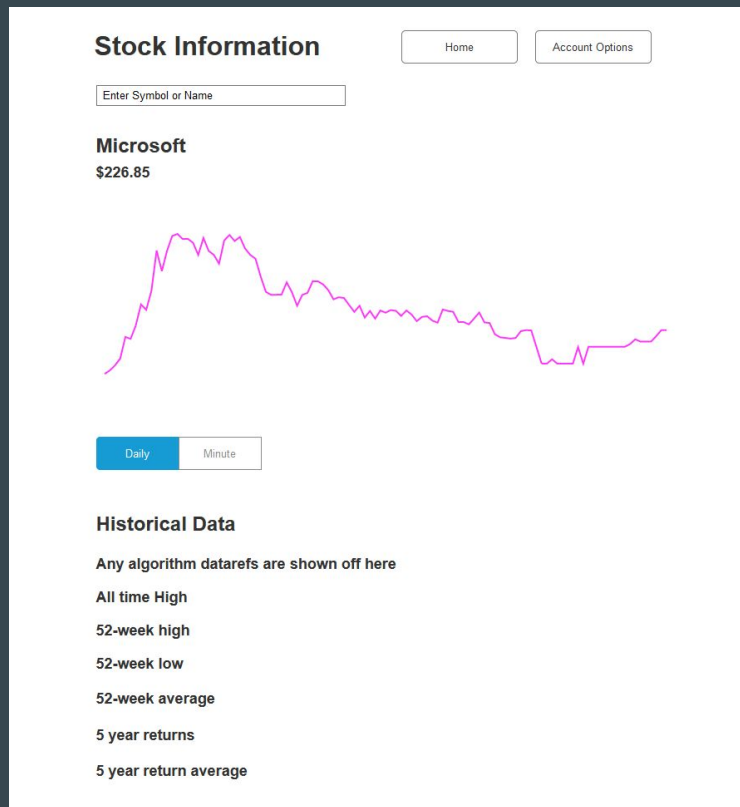 Stock Information
Home
Account Options
Enter Symbol or Name
Microsoft
$226.85
Daily
Minute
Historical Data
Any algorithm datarefs are shown off here
All time High
52-week high
52-week low
52-week average
5 year returns
5 year return average